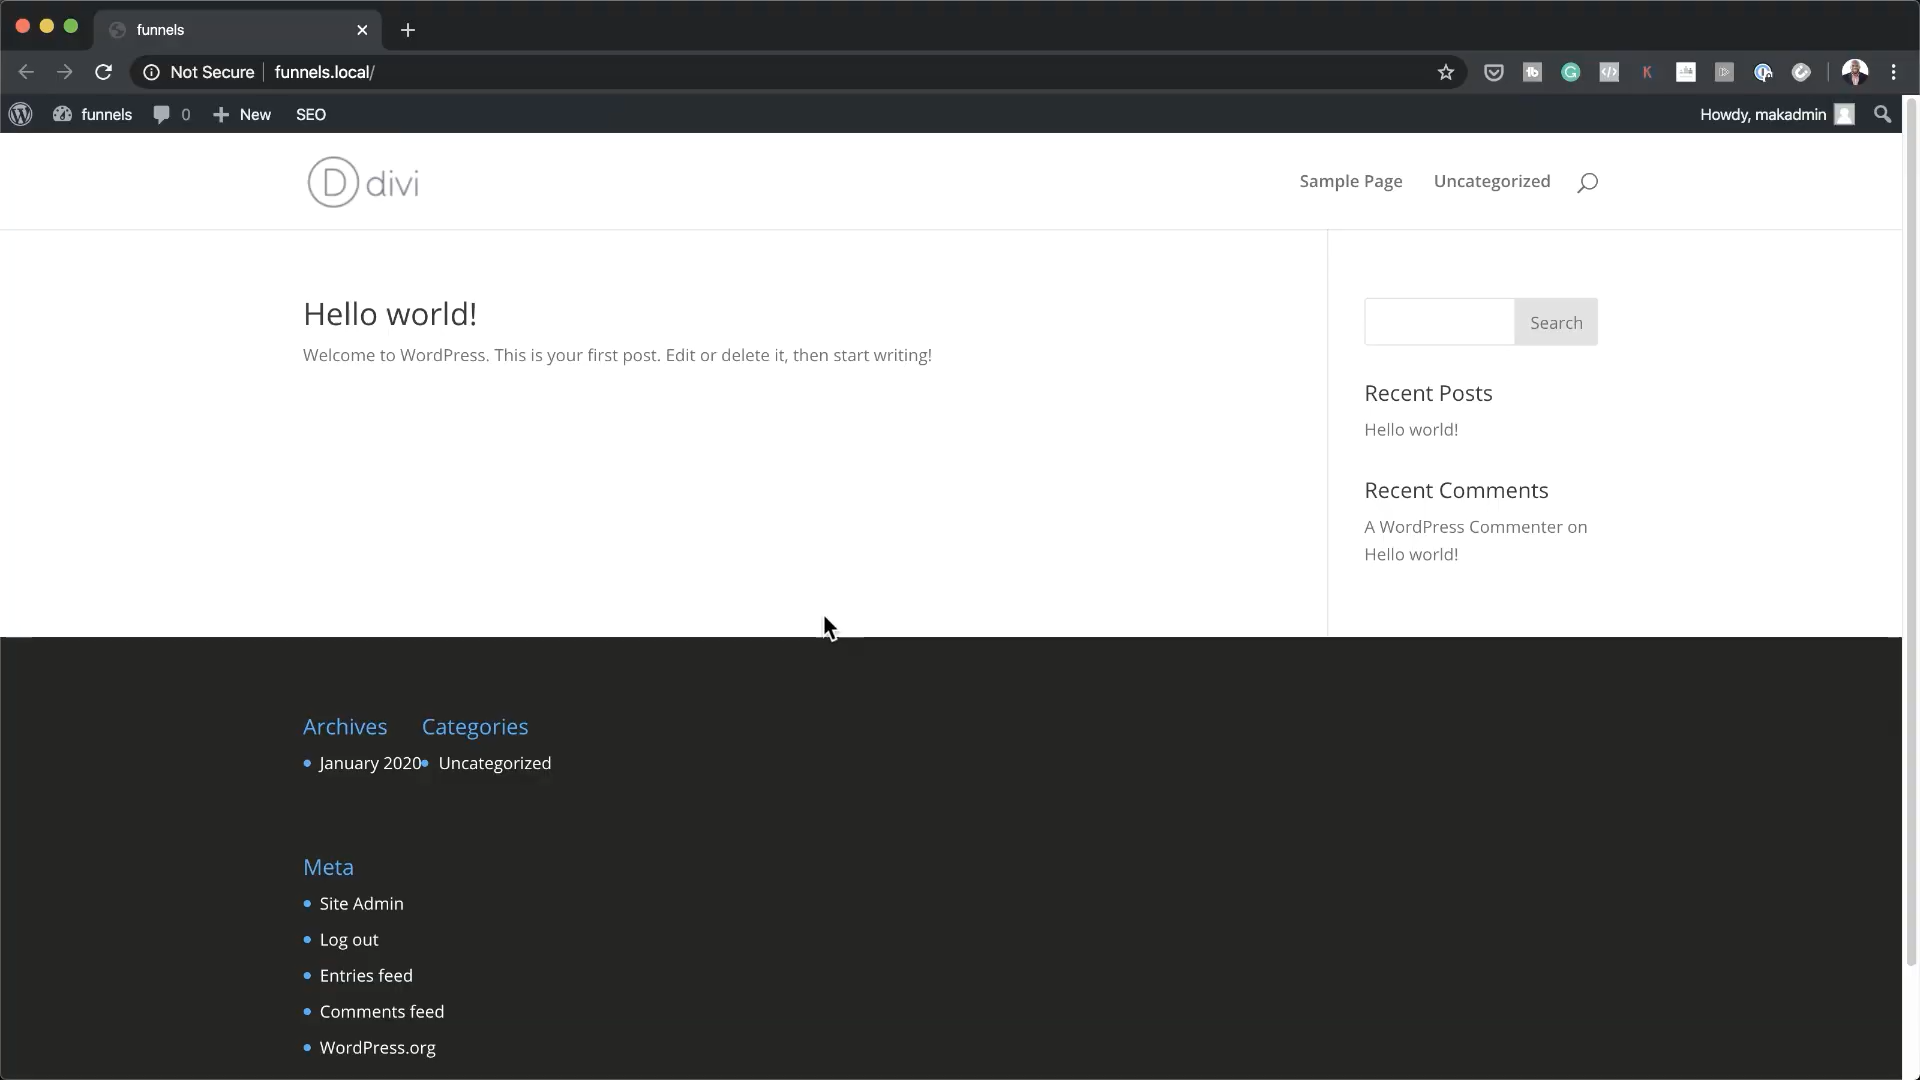 funnels
Not Secure
funnels.local/
funnels
0
New
SEO
Howdy, makadmin
D divi
Sample Page
Uncategorized
Hello world!
Welcome to WordPress. This is your first post. Edit or delete it, then start writing!
Search
Recent Posts
Hello world!
Recent Comments
A WordPress Commenter on
Hello world!
Archives
Categories
January 2020
Uncategorized
Meta
Site Admin
Log out
Entries feed
Comments feed
WordPress.org